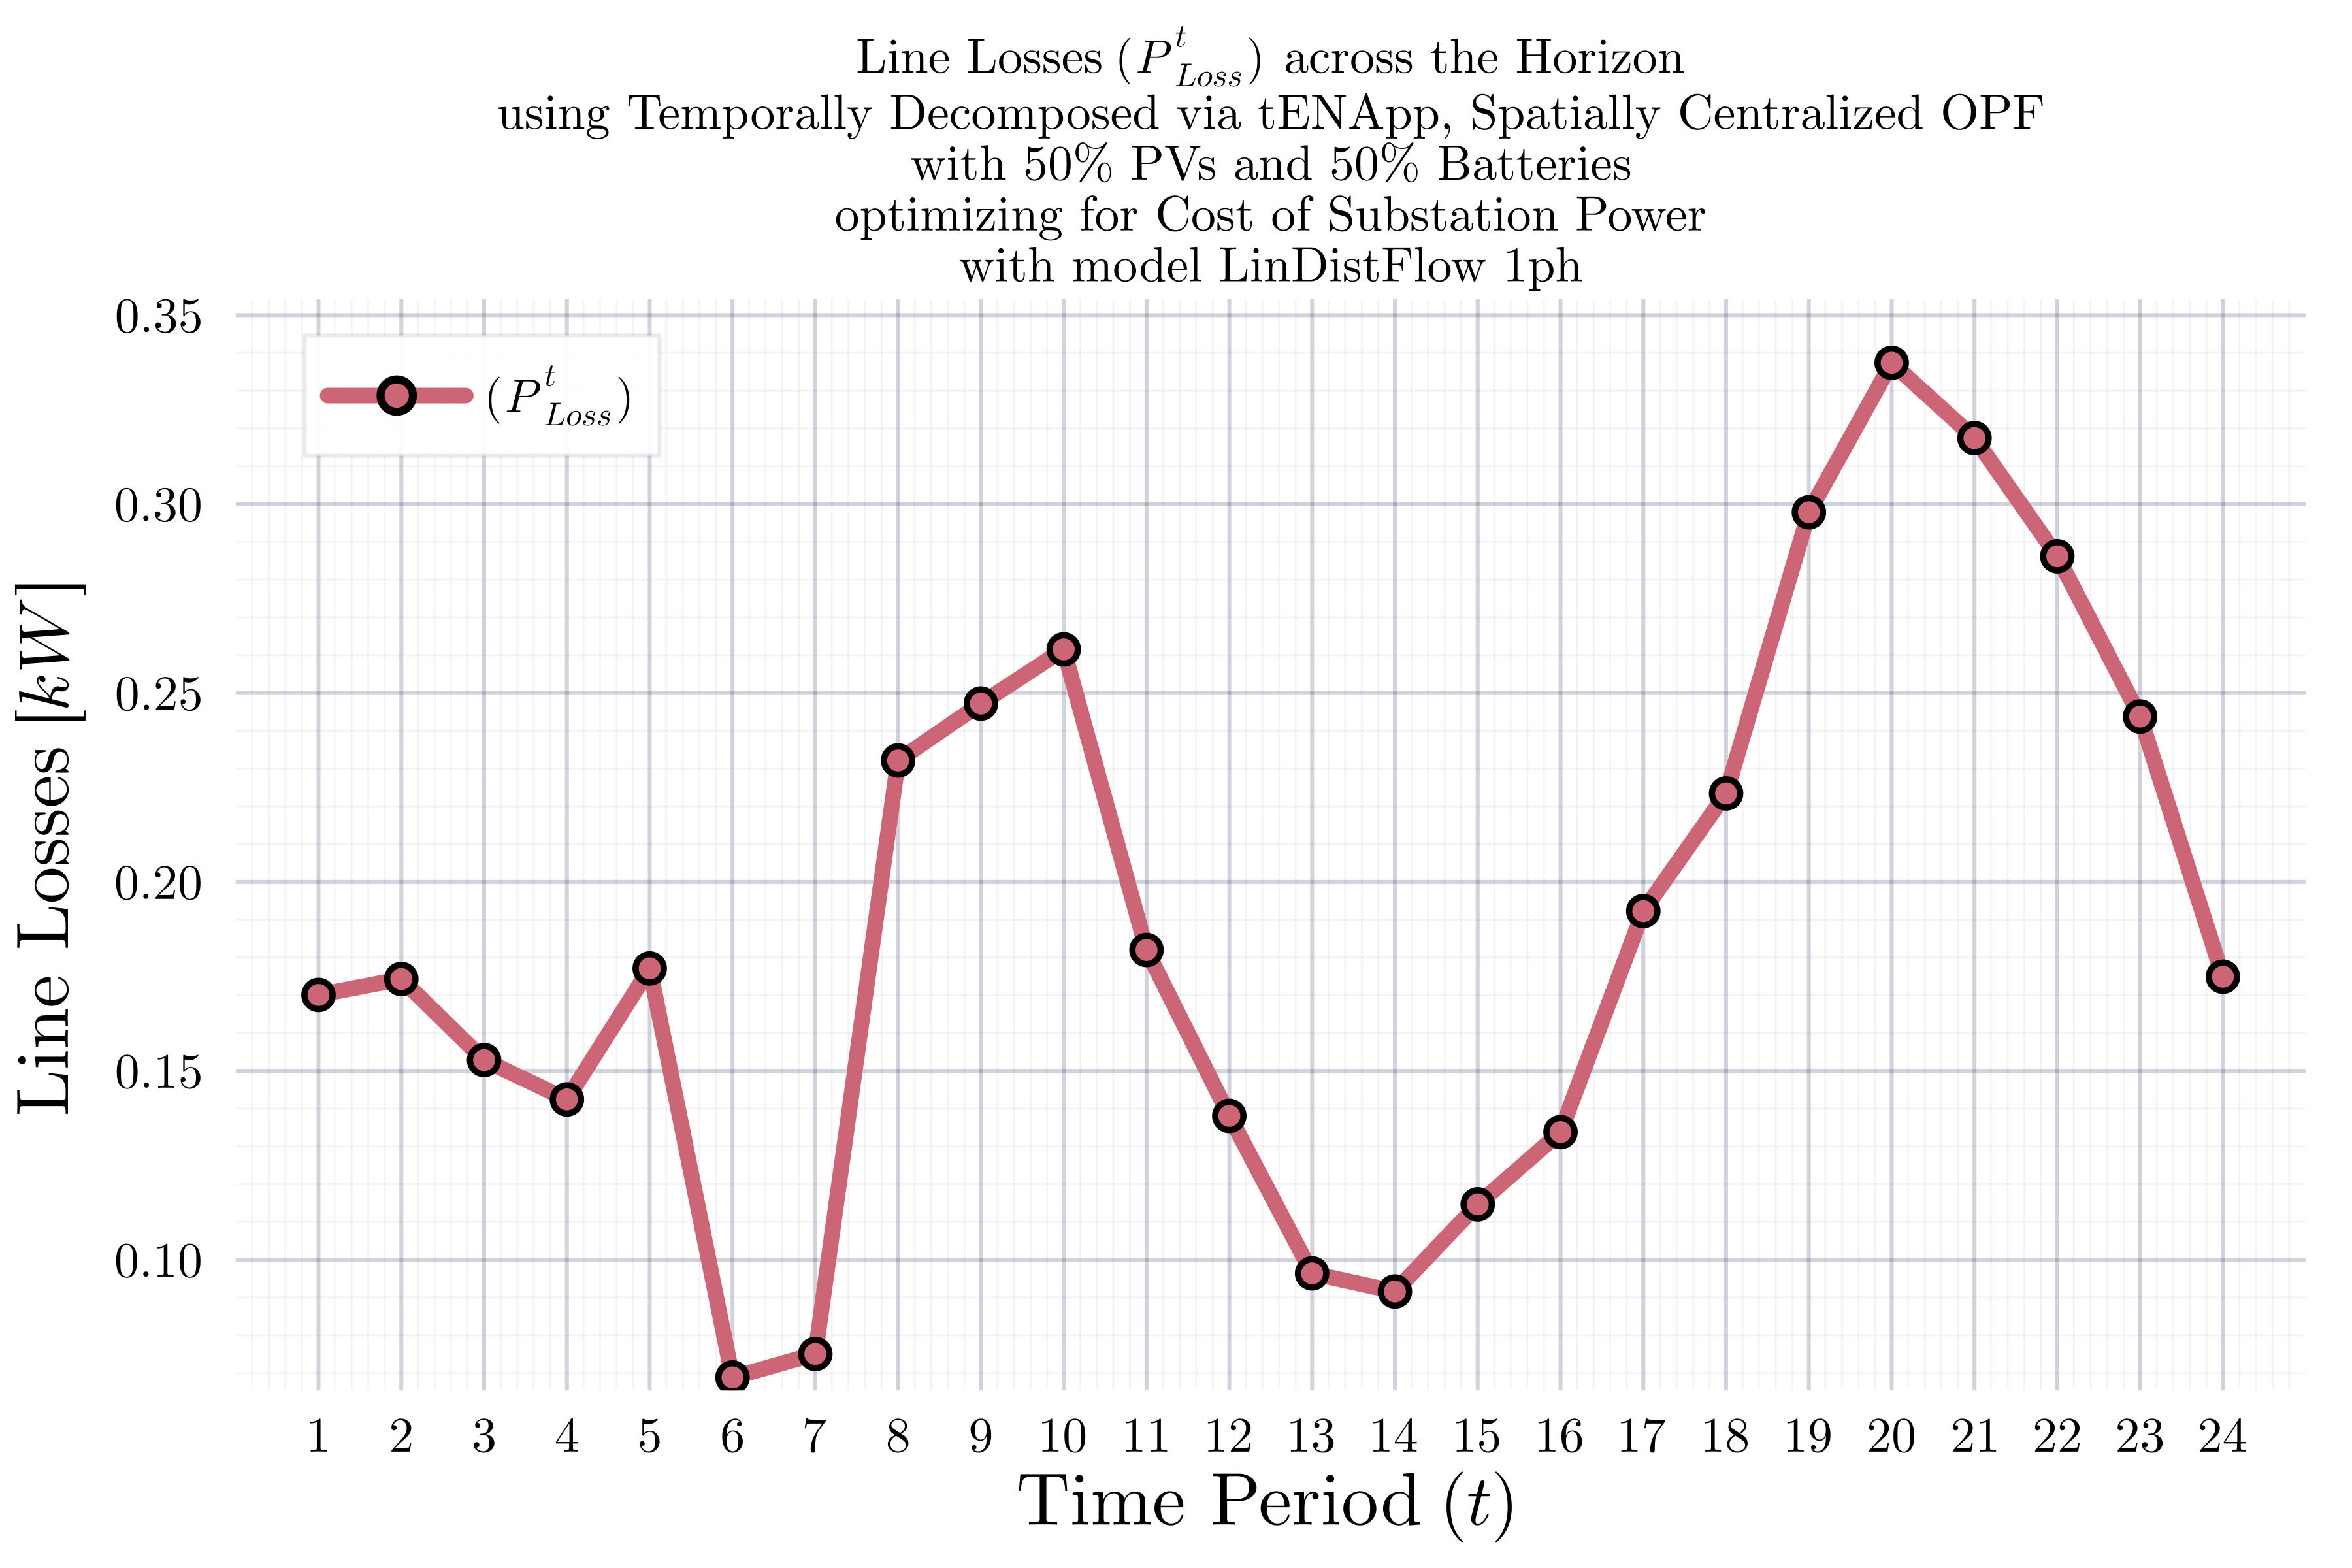 Line Losses (P^t_Loss) across the Horizon
using Temporally Decomposed via tENApp, Spatially Centralized OPF
with 50% PVs and 50% Batteries
optimizing for Cost of Substation Power
with model LinDistFlow 1ph
(P^t_Loss)
Line Losses [kW]
0.35
0.30
0.25
0.20
0.15
0.10
1 2 3 4 5 6 7 8 9 10 11 12 13 14 15 16 17 18 19 20 21 22 23 24
Time Period (t)